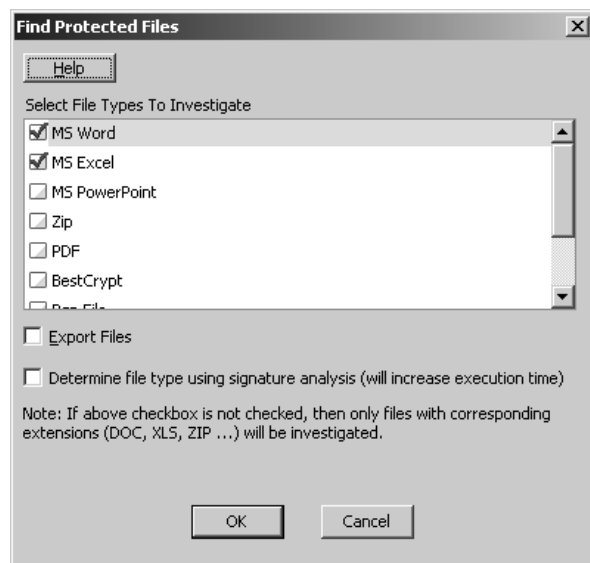 Find Protected Files
Help
Select File Types To Investigate
MS Word
MS Excel
MS PowerPoint
Zip
PDF
BestCrypt
Export Files
Determine file type using signature analysis (will increase execution time)
Note: If above checkbox is not checked, then only files with corresponding
extensions (DOC, XLS, ZIP ...) will be investigated.
OK
Cancel